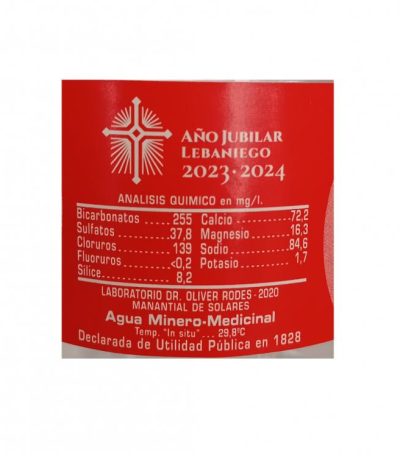 AÑO JUBILAR
LEBANIEGO
2023·2024
ANALISIS QUIMICO en mg/l.
Bicarbonatos .... 255 Calcio ............ 72,2
Sulfatos ............ 37,8 Magnesio ....... 16,3
Cloruros ........... 139 Sodio ............. 84,6
Fluoruros .......... <0,2 Potasio ........... 1,7
Sílice ................. 8,2
LABORATORIO DR. OLIVER RODES - 2020
MANANTIAL DE SOLARES
Agua Minero-Medicinal
Temp. "In situ" ... 29,8ºC
Declarada de Utilidad Pública en 1828